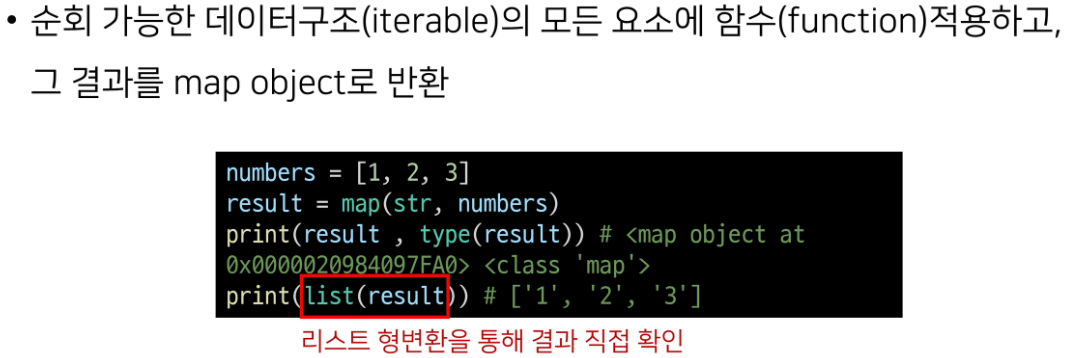 • 순회 가능한 데이터구조(iterable)의 모든 요소에 함수(function)적용하고,
그 결과를 map object로 반환
numbers = [1, 2, 3]
result = map(str, numbers)
print(result , type(result)) # <map object at
0x0000020984097FA0> <class 'map'>
print(list(result)) # ['1', '2', '3']
리스트 형변환을 통해 결과 직접 확인